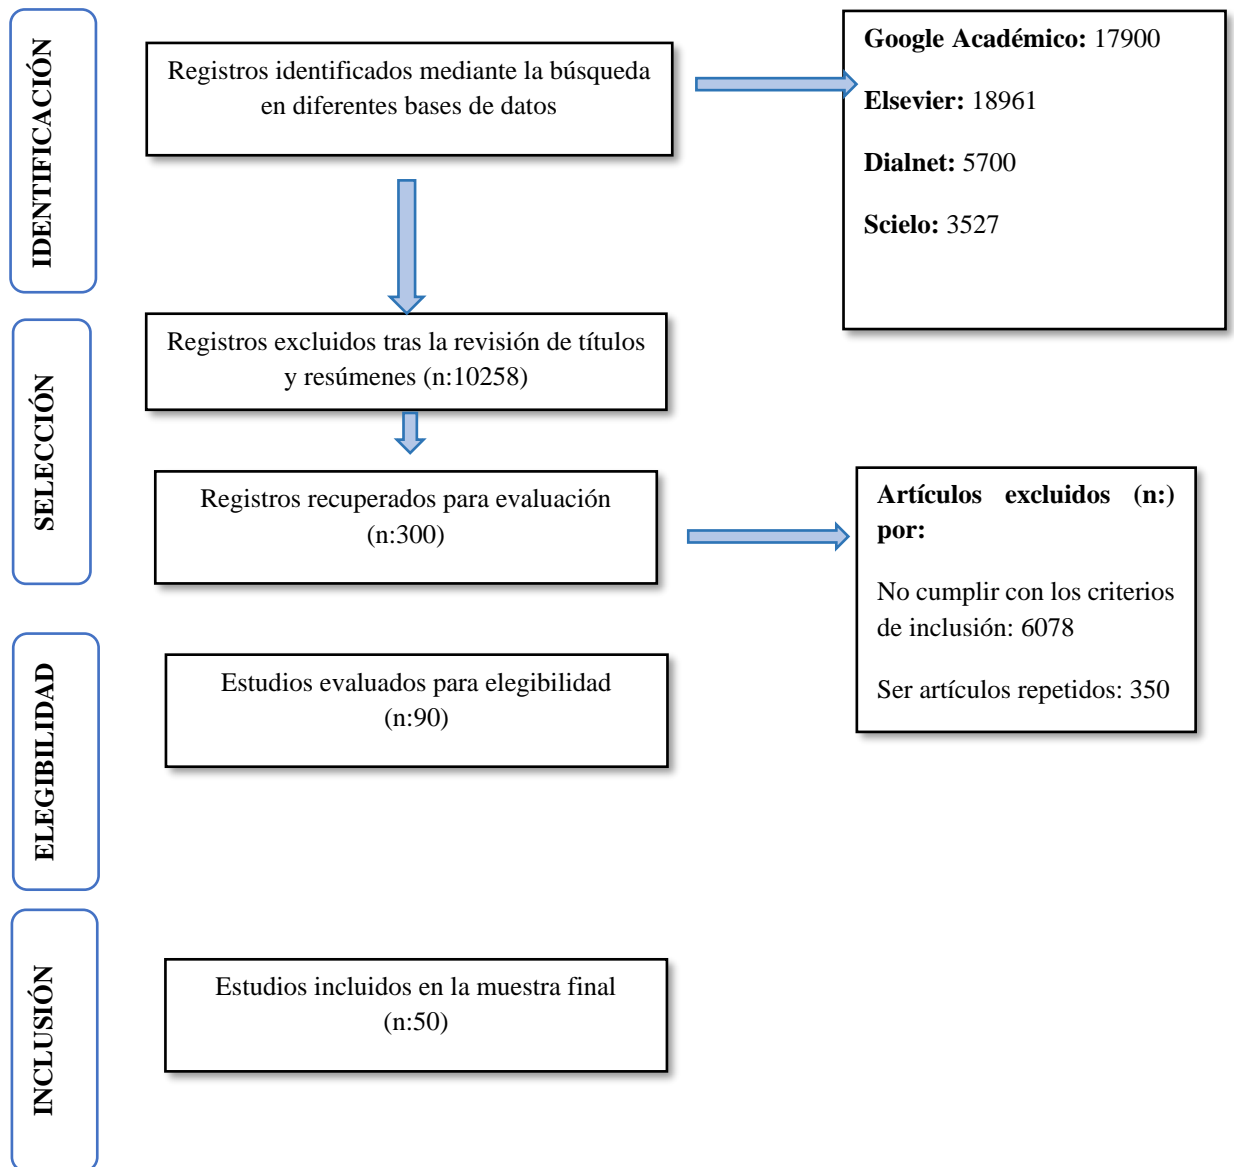 IDENTIFICACIÓN
Registros identificados mediante la búsqueda
en diferentes bases de datos
Google Académico: 17900
Elsevier: 18961
Dialnet: 5700
Scielo: 3527
SELECCIÓN
Registros excluidos tras la revisión de títulos
y resúmenes (n:10258)
Registros recuperados para evaluación
(n:300)
Artículos excluidos (n:)
por:
No cumplir con los criterios
de inclusión: 6078
Ser artículos repetidos: 350
ELEGIBILIDAD
Estudios evaluados para elegibilidad
(n:90)
INCLUSIÓN
Estudios incluidos en la muestra final
(n:50)